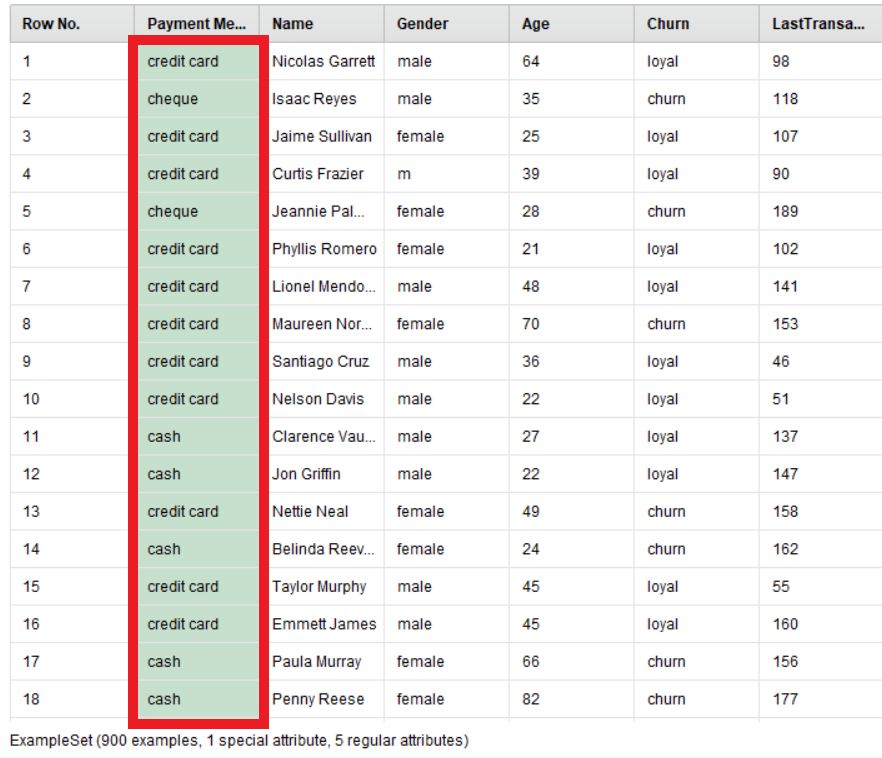 Row No. Payment Me... Name Gender Age Churn LastTransa...
1 credit card Nicolas Garrett male 64 loyal 98
2 cheque Isaac Reyes male 35 churn 118
3 credit card Jaime Sullivan female 25 loyal 107
4 credit card Curtis Frazier m 39 loyal 90
5 cheque Jeannie Pal... female 28 churn 189
6 credit card Phyllis Romero female 21 loyal 102
7 credit card Lionel Mendo... male 48 loyal 141
8 credit card Maureen Nor... female 70 churn 153
9 credit card Santiago Cruz male 36 loyal 46
10 credit card Nelson Davis male 22 loyal 51
11 cash Clarence Vau... male 27 loyal 137
12 cash Jon Griffin male 22 loyal 147
13 credit card Nettie Neal female 49 churn 158
14 cash Belinda Reev... female 24 churn 162
15 credit card Taylor Murphy male 45 loyal 55
16 credit card Emmett James male 45 loyal 160
17 cash Paula Murray female 66 churn 156
18 cash Penny Reese female 82 churn 177
ExampleSet (900 examples, 1 special attribute, 5 regular attributes)